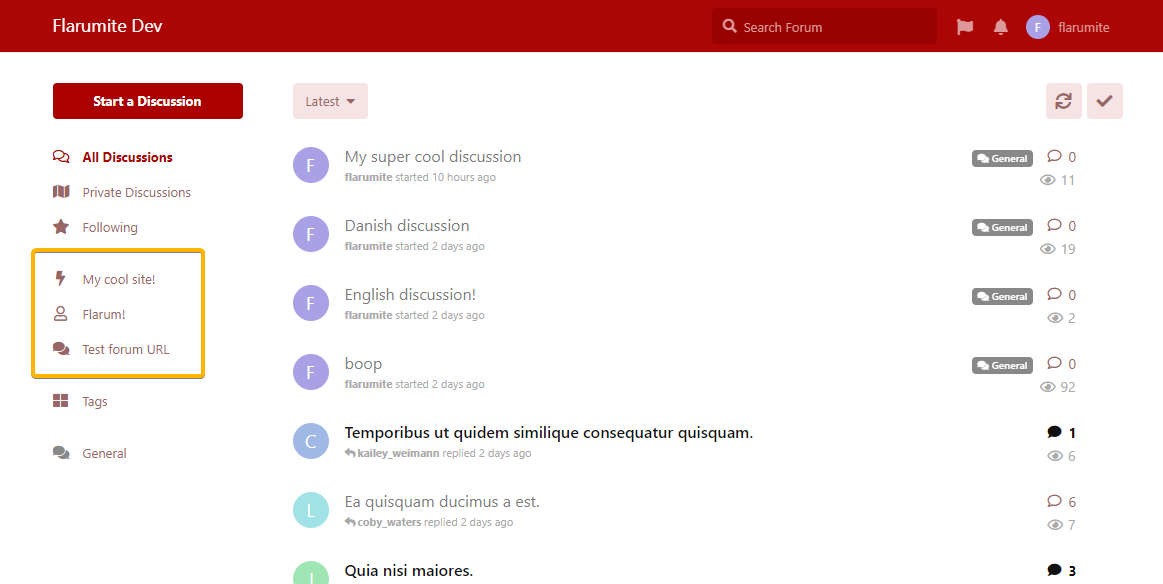 Flarumite Dev
Search Forum
F
flarumite
Start a Discussion
All Discussions
Private Discussions
Following
My cool site!
Flarum!
Test forum URL
Tags
General
Latest
F
My super cool discussion
flarumite started 10 hours ago
General
0
11
F
Danish discussion
flarumite started 2 days ago
General
0
19
F
English discussion!
flarumite started 2 days ago
General
0
2
F
boop
flarumite started 2 days ago
General
0
92
C
Temporibus ut quidem similique consequatur quisquam.
kailey_weimann replied 2 days ago
1
6
L
Ea quisquam ducimus a est.
coby_waters replied 2 days ago
6
7
Quia nisi maiores.
3